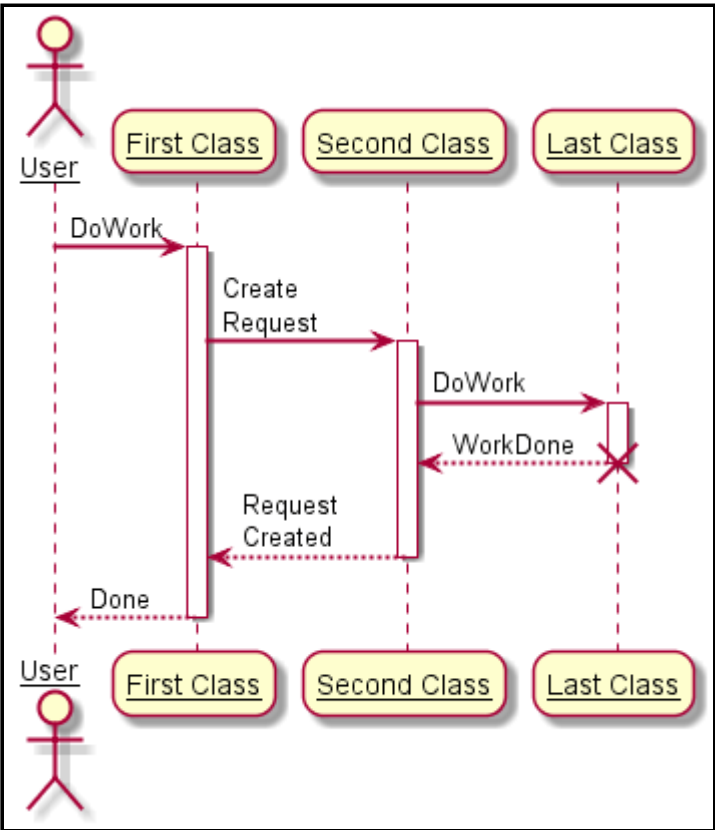 First Class
Second Class
Last Class
User
DoWork
Create
Request
DoWork
WorkDone
Request
Created
Done
User
First Class
Second Class
Last Class